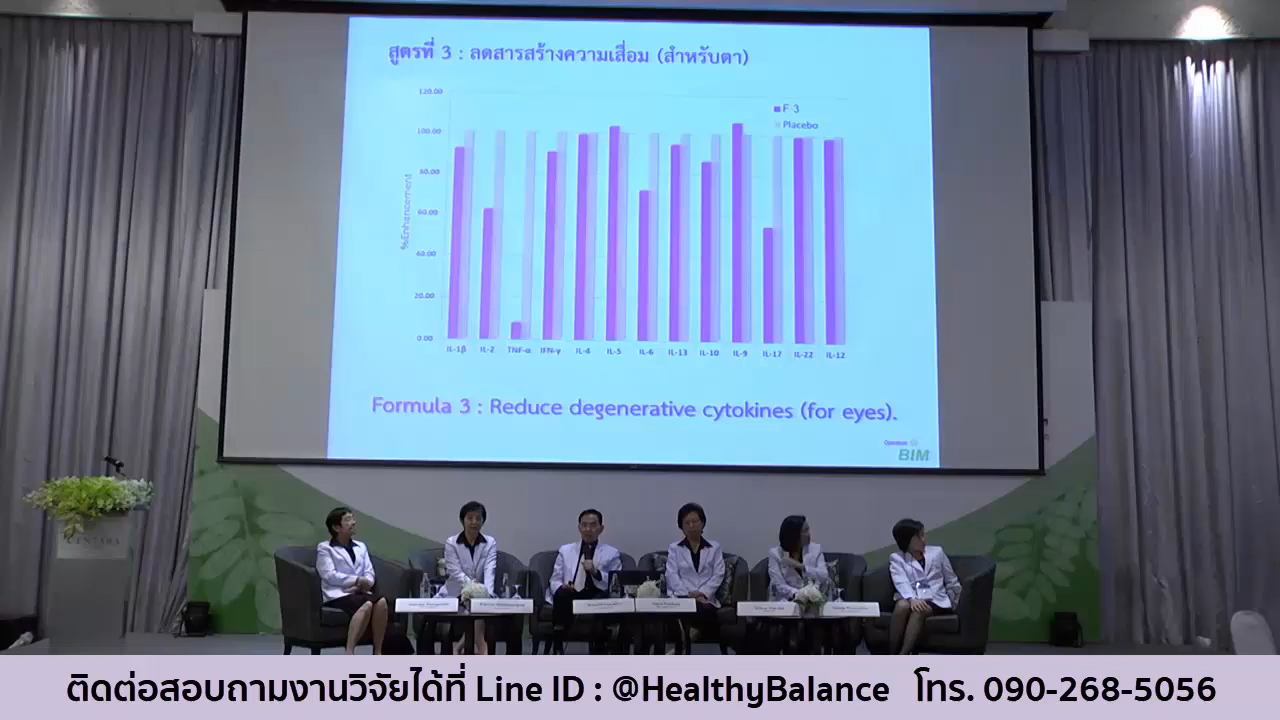 สูตรที่ 3 : ลดสารสร้างความเสื่อม (สำหรับตา)
120.00
F-3
Placebo
100.00
80.00
60.00
40.00
20.00
0.00
%Enhancement
IL-1β IL-2 TNF-α IFN-γ IL-4 IL-5 IL-6 IL-13 IL-10 IL-9 IL-17 IL-22 IL-12
Formula 3 : Reduce degenerative cytokines (for eyes).
BIM
CENTARA
ติดต่อสอบถามงานวิจัยได้ที่ Line ID : @HealthyBalance โทร. 090-268-5056